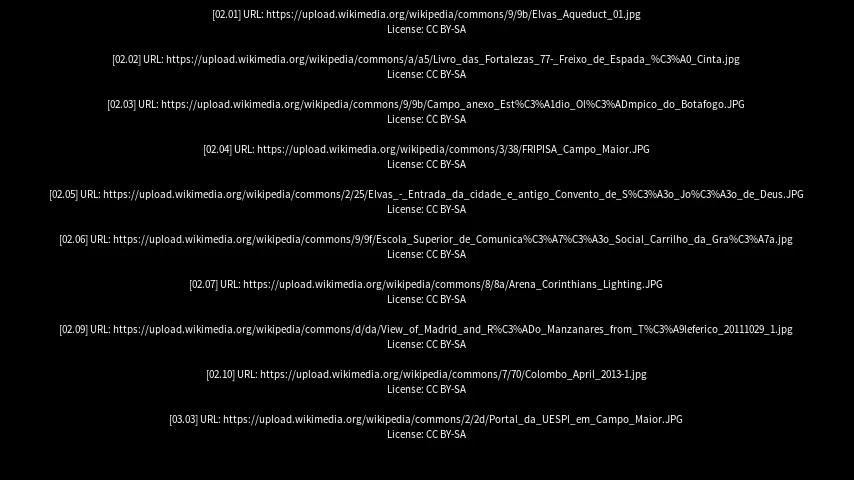 [02.01] URL: https://upload.wikimedia.org/wikipedia/commons/9/9b/Elvas_Aqueduct_01.jpg
License: CC BY-SA
[02.02] URL: https://upload.wikimedia.org/wikipedia/commons/a/a5/Livro_das_Fortalezas_77-_Freixo_de_Espada_%C3%A0_Cinta.jpg
License: CC BY-SA
[02.03] URL: https://upload.wikimedia.org/wikipedia/commons/9/9b/Campo_anexo_Est%C3%A1dio_Ol%C3%ADmpico_do_Botafogo.JPG
License: CC BY-SA
[02.04] URL: https://upload.wikimedia.org/wikipedia/commons/3/38/FRIPISA_Campo_Maior.JPG
License: CC BY-SA
[02.05] URL: https://upload.wikimedia.org/wikipedia/commons/2/25/Elvas_-_Entrada_da_cidade_e_antigo_Convento_de_S%C3%A3o_Jo%C3%A3o_de_Deus.JPG
License: CC BY-SA
[02.06] URL: https://upload.wikimedia.org/wikipedia/commons/9/9f/Escola_Superior_de_Comunica%C3%A7%C3%A3o_Social_Carrilho_da_Gra%C3%A7a.jpg
License: CC BY-SA
[02.07] URL: https://upload.wikimedia.org/wikipedia/commons/8/8a/Arena_Corinthians_Lighting.JPG
License: CC BY-SA
[02.09] URL: https://upload.wikimedia.org/wikipedia/commons/d/da/View_of_Madrid_and_R%C3%ADo_Manzanares_from_T%C3%A9leferico_20111029_1.jpg
License: CC BY-SA
[02.10] URL: https://upload.wikimedia.org/wikipedia/commons/7/70/Colombo_April_2013-1.jpg
License: CC BY-SA
[03.03] URL: https://upload.wikimedia.org/wikipedia/commons/2/2d/Portal_da_UESPI_em_Campo_Maior.JPG
License: CC BY-SA